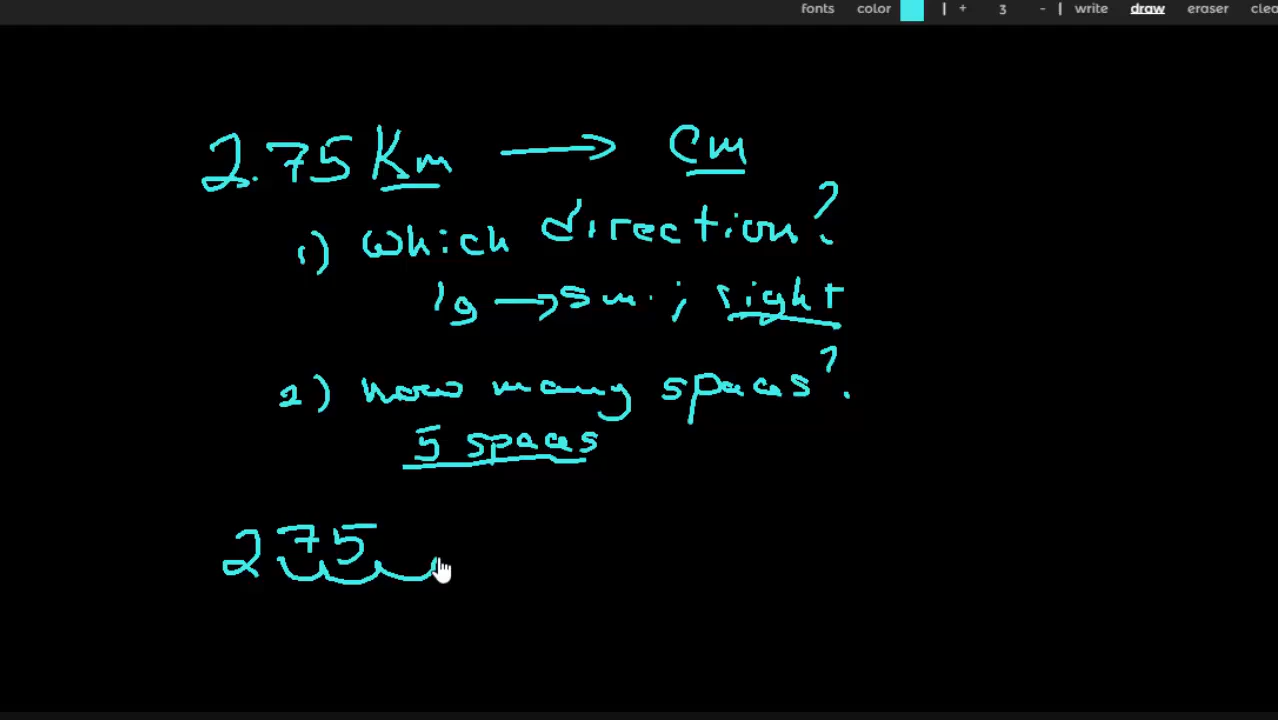 fonts color | + 3 - | write draw eraser clea
2.75 Km → cm
1) which direction?
lg → sm. ; right
2) how many spaces?
5 spaces
275